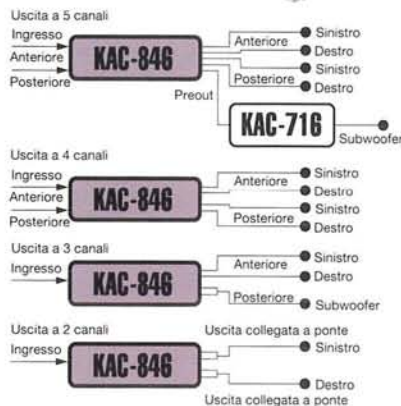 Uscita a 5 canali
Ingresso
Anteriore
Posteriore
KAC-846
Anteriore
Posteriore
Sinistro
Destro
Sinistro
Destro
Preout
KAC-716
Subwoofer
Uscita a 4 canali
Ingresso
Anteriore
Posteriore
KAC-846
Anteriore
Posteriore
Sinistro
Destro
Sinistro
Destro
Uscita a 3 canali
Ingresso
KAC-846
Anteriore
Posteriore
Sinistro
Destro
Subwoofer
Uscita a 2 canali
Ingresso
KAC-846
Uscita collegata a ponte
Sinistro
Destro
Uscita collegata a ponte